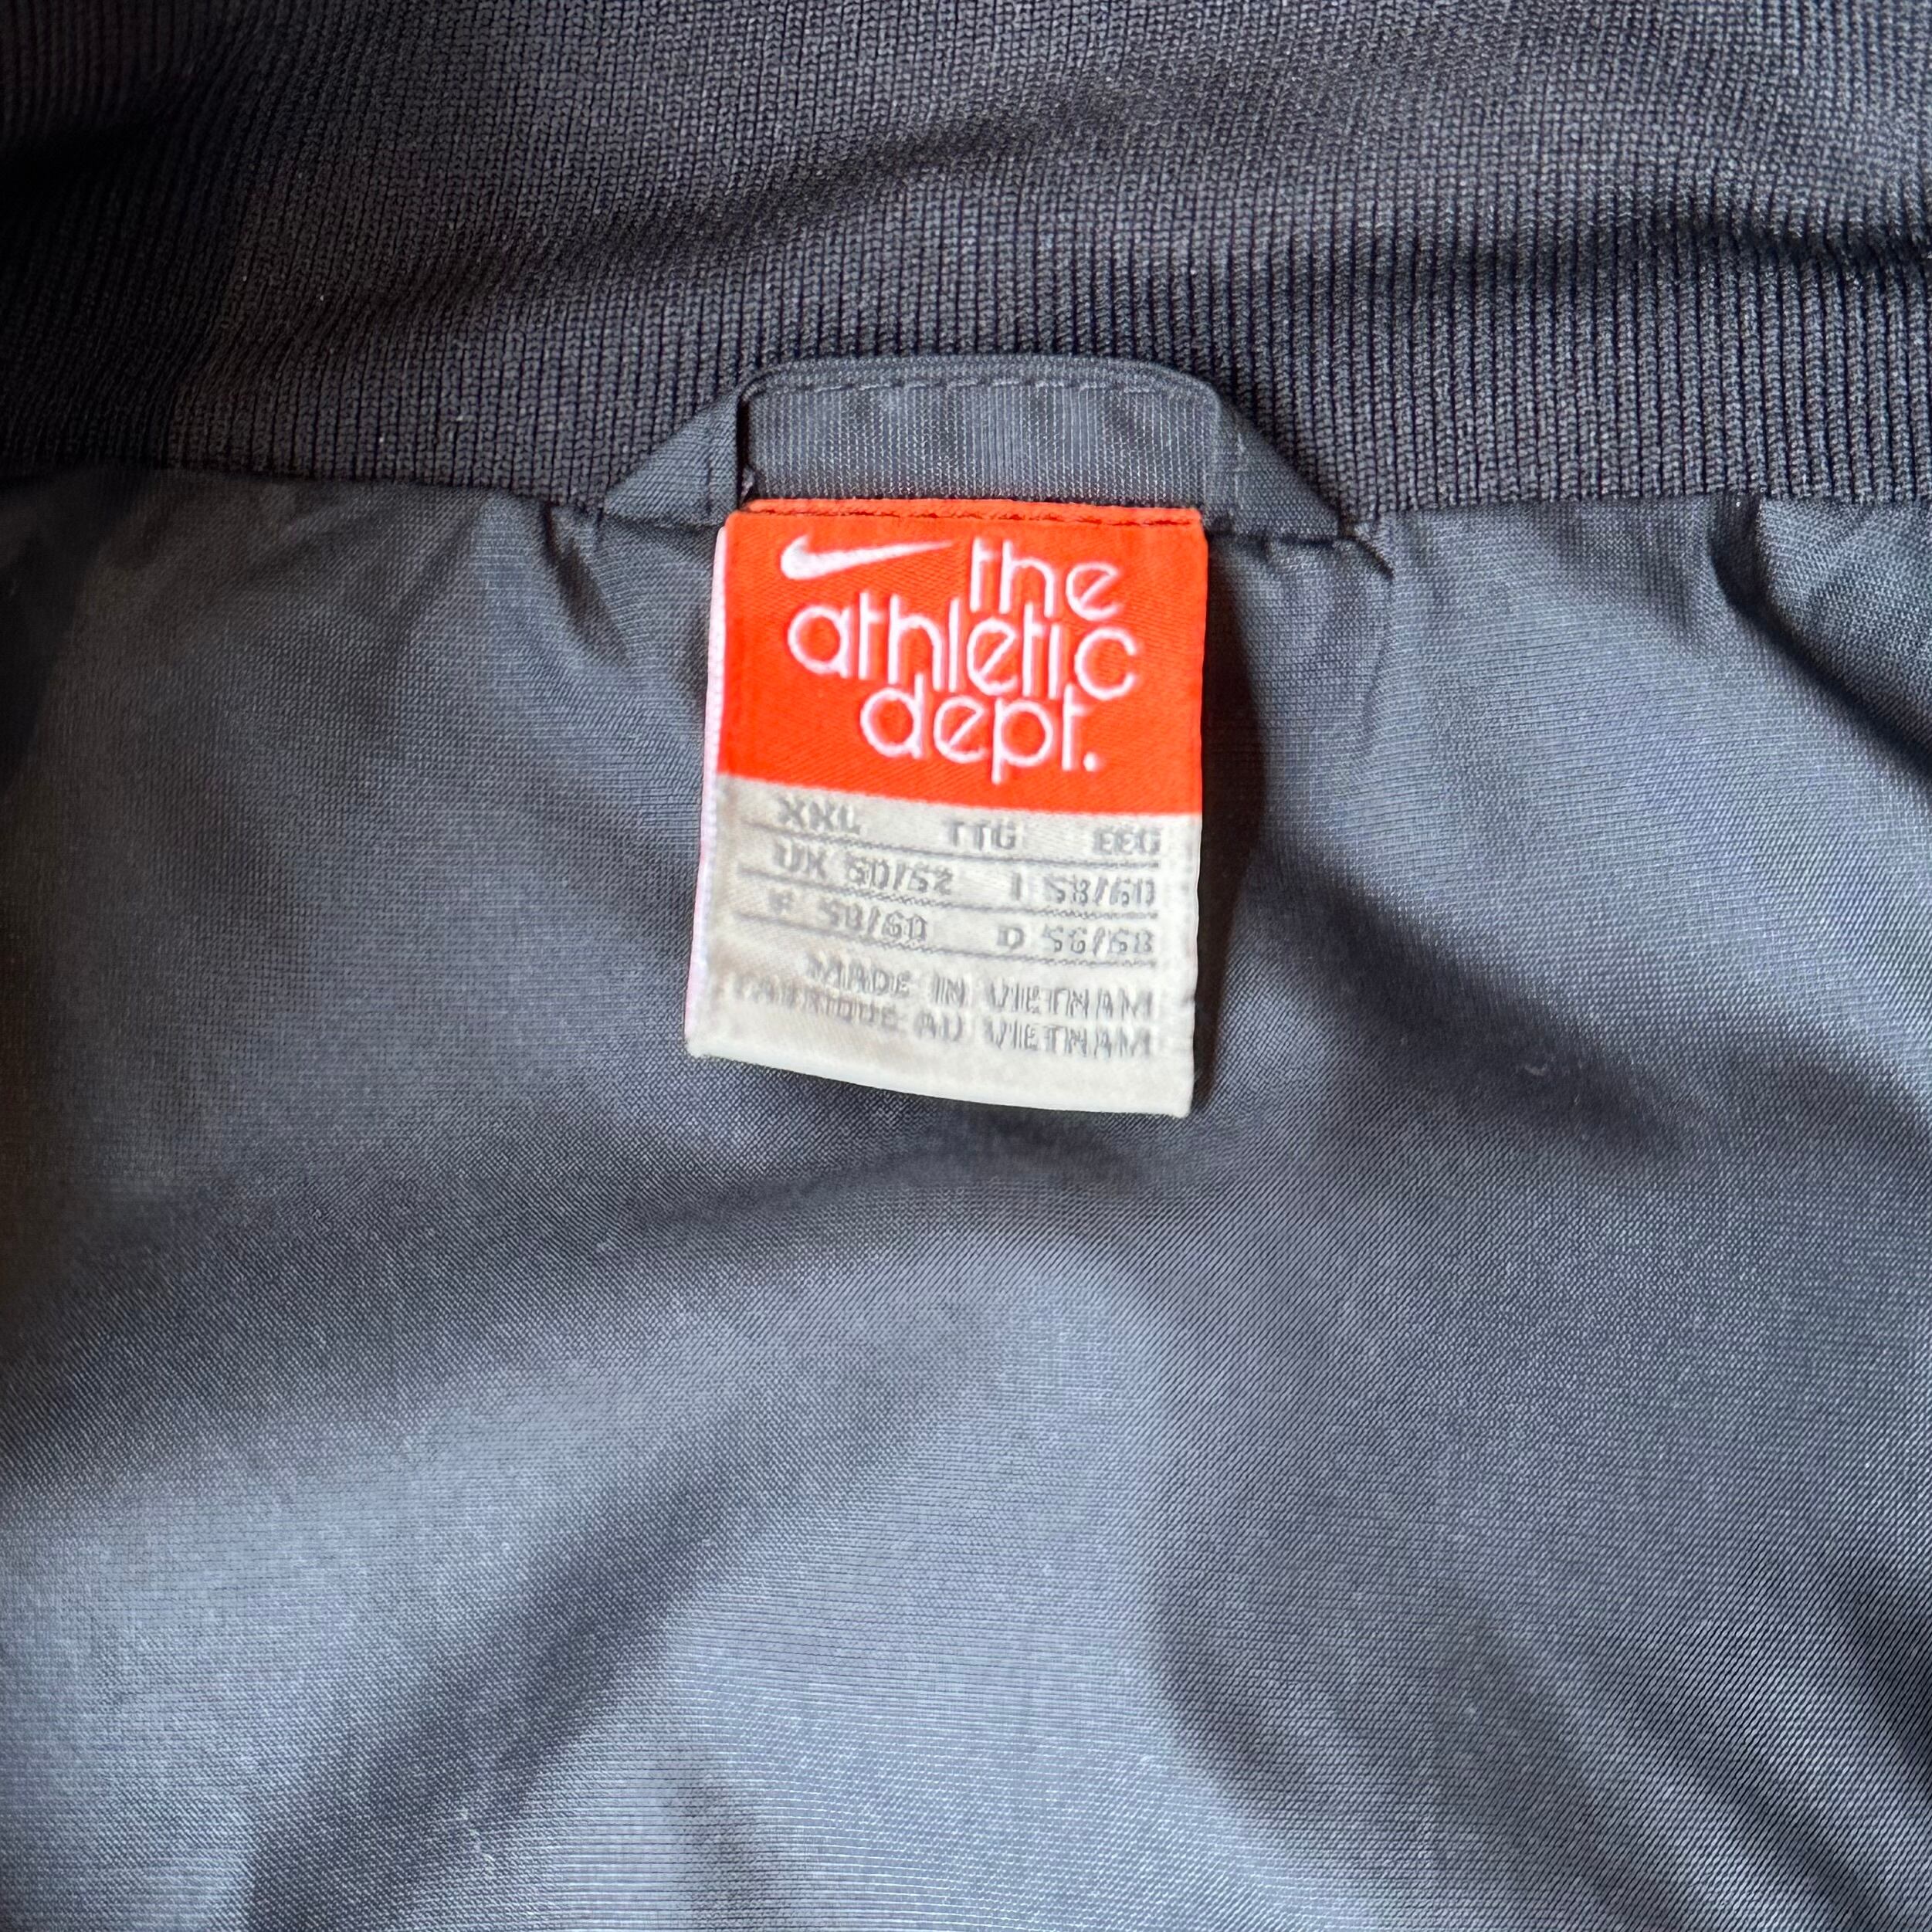 the
athletic
dept.
XXL TTG EEG
UK 50/52 I 58/60
F 58/60 D 56/58
MADE IN VIETNAM
FABRIQUE AU VIETNAM